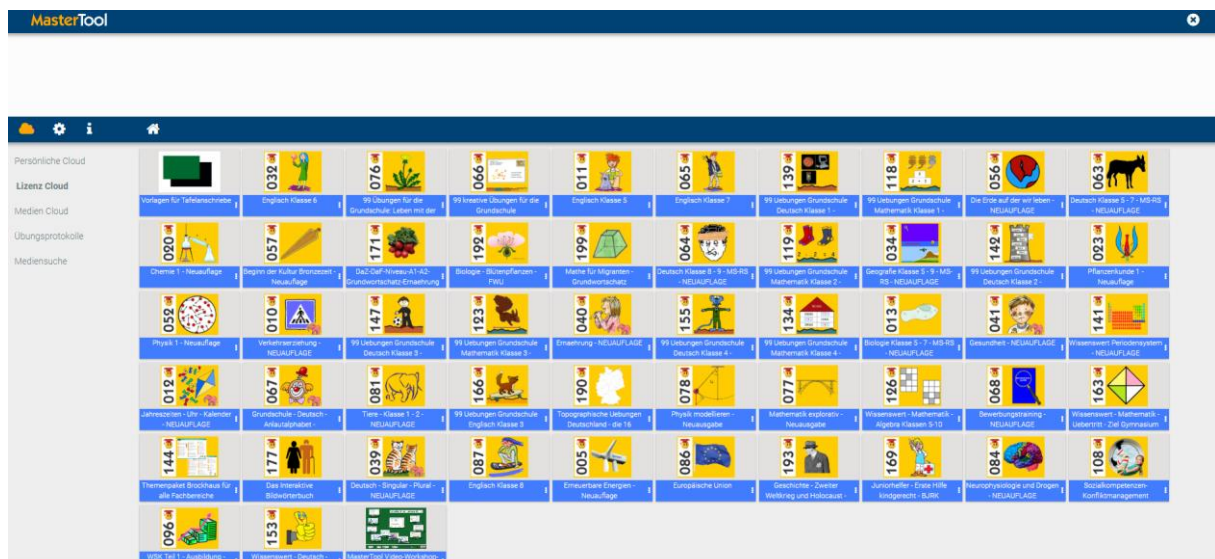 MasterTool
Persönliche Cloud
Lizenz Cloud
Medien Cloud
Übungsprotokolle
Mediensuche
Vorlagen für Tafelanschriebe
032
Englisch Klasse 6
076
99 Übungen für die
Grundschule: Leben mit der
066
99 kreative Übungen für die
Grundschule
011
Englisch Klasse 5
065
Englisch Klasse 7
139
99 Uebungen Grundschule
Deutsch Klasse 1 -
118
99 Uebungen Grundschule
Mathematik Klasse 1 -
056
Die Erde auf der wir leben -
NEUAUFLAGE
063
Deutsch Klasse 5 - 7 - MS-RS
- NEUAUFLAGE
020
Chemie 1 - Neuauflage
057
Beginn der Kultur Bronzezeit -
Neuauflage
171
DaZ-DaF-Niveau-A1-A2-
Grundwortschatz-Ernaehrung
192
Biologie - Blütenpflanzen -
FWU
199
Mathe für Migranten -
Grundwortschatz
064
Deutsch Klasse 8 - 9 - MS-RS
- NEUAUFLAGE
119
99 Uebungen Grundschule
Mathematik Klasse 2 -
034
Geografie Klasse 5 - 9 - MS-
RS - NEUAUFLAGE
142
99 Uebungen Grundschule
Deutsch Klasse 2 -
023
Pflanzenkunde 1 -
Neuauflage
052
Physik 1 - Neuauflage
010
Verkehrserziehung -
NEUAUFLAGE
147
99 Uebungen Grundschule
Deutsch Klasse 3 -
123
99 Uebungen Grundschule
Mathematik Klasse 3 -
040
Ernaehrung - NEUAUFLAGE
155
99 Uebungen Grundschule
Deutsch Klasse 4 -
134
99 Uebungen Grundschule
Mathematik Klasse 4 -
013
Biologie Klasse 5 - 7 - MS-RS
- NEUAUFLAGE
041
Gesundheit - NEUAUFLAGE
141
Wissenswert Periodensystem
- NEUAUFLAGE
012
Jahreszeiten - Uhr - Kalender
- NEUAUFLAGE
067
Grundschule - Deutsch -
Anlautalphabet -
081
Tiere - Klasse 1 - 2 -
NEUAUFLAGE
166
99 Uebungen Grundschule
Englisch Klasse 3
190
Topographische Uebungen
Deutschland - die 16
078
Physik modellieren -
Neuausgabe
077
Mathematik explorativ -
Neuausgabe
126
Wissenswert - Mathematik -
Algebra Klassen 5-10
068
Bewerbungstraining -
NEUAUFLAGE
163
Wissenswert - Mathematik -
Uebertritt - Ziel Gymnasium
144
Themenpaket Brockhaus für
alle Fachbereiche
177
Das Interaktive
Bildwörterbuch
039
Deutsch - Singular - Plural -
NEUAUFLAGE
087
Englisch Klasse 8
005
Erneuerbare Energien -
Neuauflage
086
Europäische Union
193
Geschichte - Zweiter
Weltkrieg und Holocaust -
169
Juniorhelfer - Erste Hilfe
kindgerecht - BJRK
084
Neurophysiologie und Drogen
- NEUAUFLAGE
108
Sozialkompetenzen-
Konfliktmanagement
096
WSK Teil 1 - Ausbildung -
153
Wissenswert - Deutsch -
MasterTool Video-Workshop-